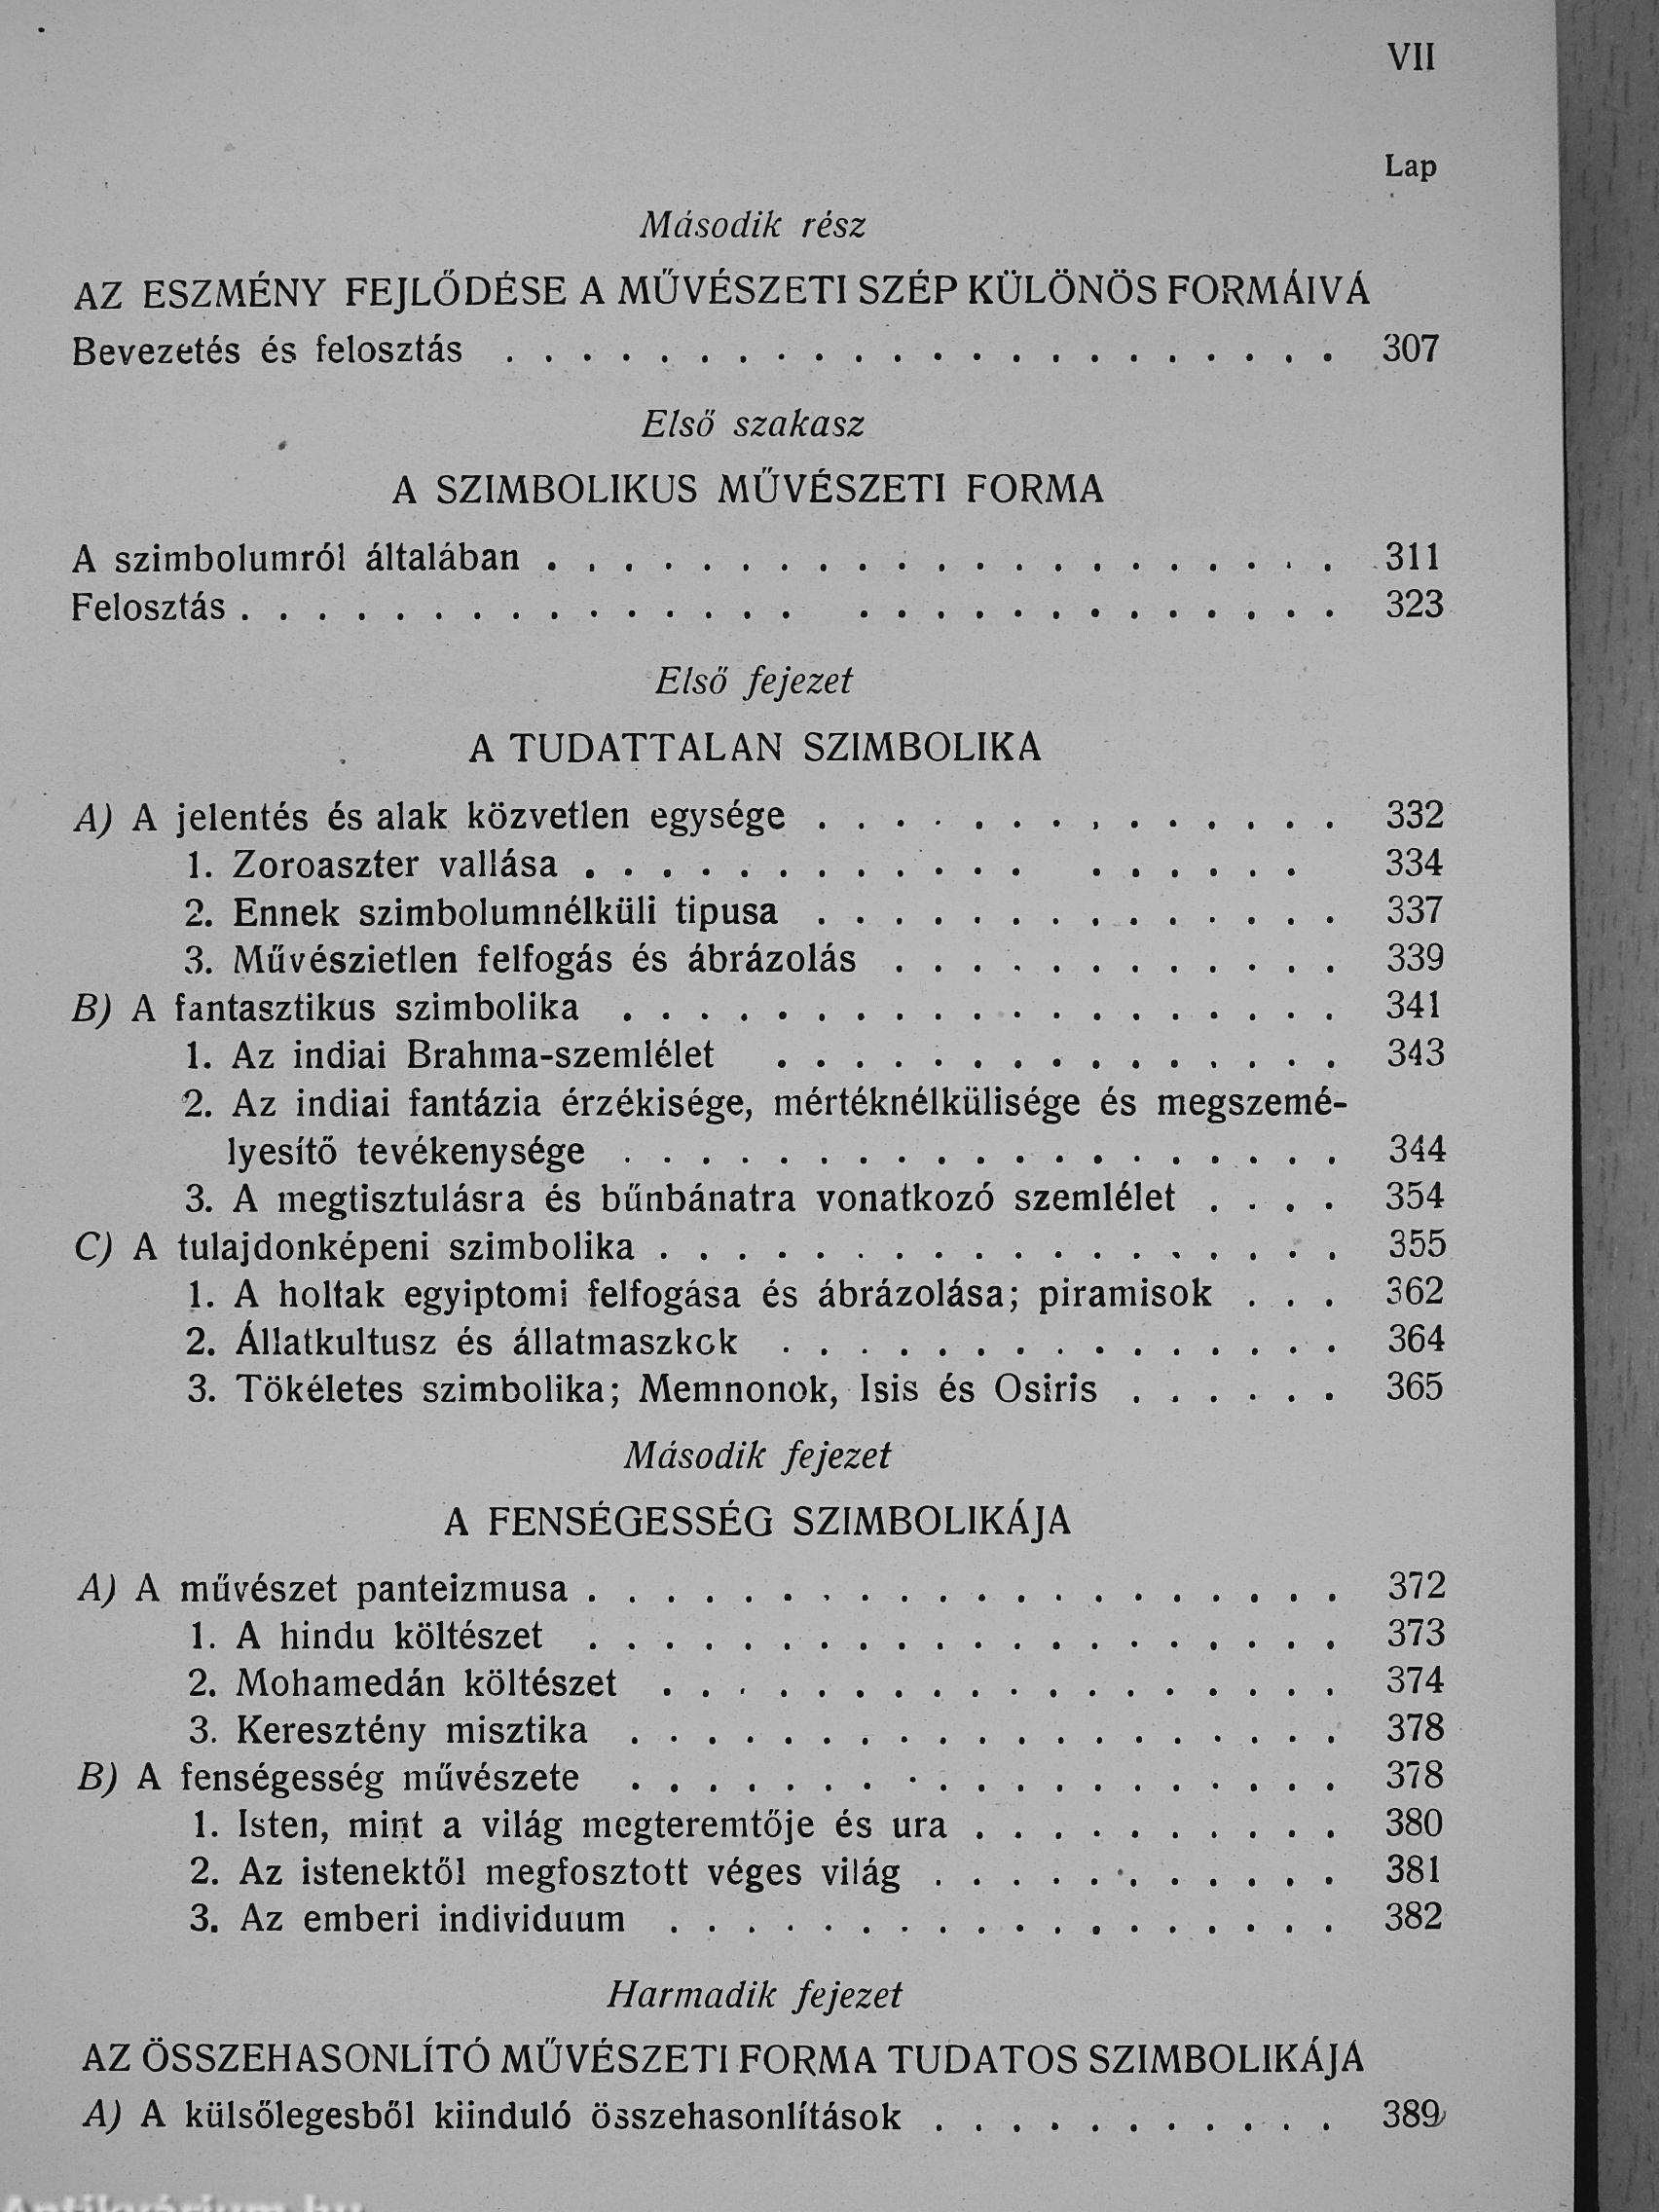 VII
Lap
Második rész
AZ ESZMÉNY FEJLŐDÉSE A MŰVÉSZETI SZÉP KÜLÖNÖS FORMÁIVÁ
Bevezetés és felosztás . . . . . . . . . . . . . . . . . . . . . . 307
Első szakasz
A SZIMBOLIKUS MŰVÉSZETI FORMA
A szimbolumról általában . . . . . . . . . . . . . . . . . . . . . 311
Felosztás . . . . . . . . . . . . . . . . . . . . . . . . . . . . 323
Első fejezet
A TUDATTALAN SZIMBOLIKA
A) A jelentés és alak közvetlen egysége . . . . . . . . . . . . . . 332
1. Zoroaszter vallása . . . . . . . . . . . . . . . . . . 334
2. Ennek szimbolumnélküli tipusa . . . . . . . . . . . . . . 337
3. Művészietlen felfogás és ábrázolás . . . . . . . . . . . . 339
B) A fantasztikus szimbolika . . . . . . . . . . . . . . . . . . . 341
1. Az indiai Brahma-szemlélet . . . . . . . . . . . . . . . 343
2. Az indiai fantázia érzékisége, mértéknélkülisége és megszemé-
lyesítő tevékenysége . . . . . . . . . . . . . . . . . . . 344
3. A megtisztulásra és bűnbánatra vonatkozó szemlélet . . . . 354
C) A tulajdonképeni szimbolika . . . . . . . . . . . . . . . . . . 355
1. A holtak egyiptomi felfogása és ábrázolása; piramisok . . . 362
2. Állatkultusz és állatmaszkok . . . . . . . . . . . . . . . 364
3. Tökéletes szimbolika; Memnonok, Isis és Osiris . . . . . . 365
Második fejezet
A FENSÉGESSÉG SZIMBOLIKÁJA
A) A művészet panteizmusa . . . . . . . . . . . . . . . . . . . . 372
1. A hindu költészet . . . . . . . . . . . . . . . . . . . . 373
2. Mohamedán költészet . . . . . . . . . . . . . . . . . . 374
3. Keresztény misztika . . . . . . . . . . . . . . . . . . . 378
B) A fenségesség művészete . . . . . . . . . . . . . . . . . . . 378
1. Isten, mint a világ megteremtője és ura . . . . . . . . . . 380
2. Az istenektől megfosztott véges világ . . . . . . . . . . . 381
3. Az emberi individuum . . . . . . . . . . . . . . . . . . 382
Harmadik fejezet
AZ ÖSSZEHASONLÍTÓ MŰVÉSZETI FORMA TUDATOS SZIMBOLIKÁJA
A) A külsőlegesből kiinduló összehasonlítások . . . . . . . . . . . 389